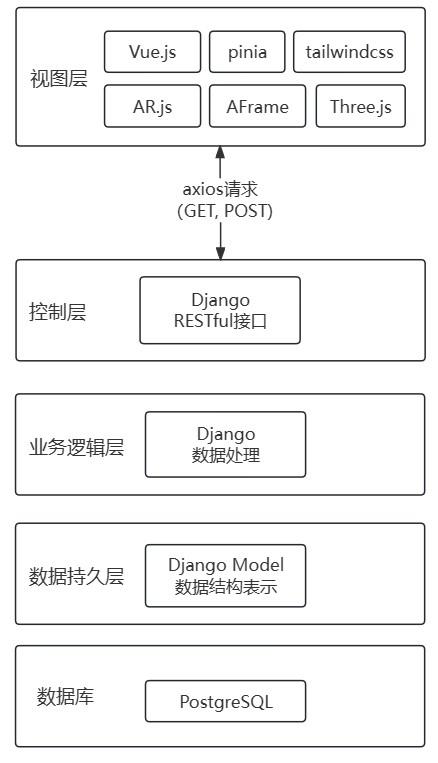 视图层
Vue.js
pinia
tailwindcss
AR.js
AFrame
Three.js
axios请求
(GET, POST)
控制层
Django
RESTful接口
业务逻辑层
Django
数据处理
数据持久层
Django Model
数据结构表示
数据库
PostgreSQL